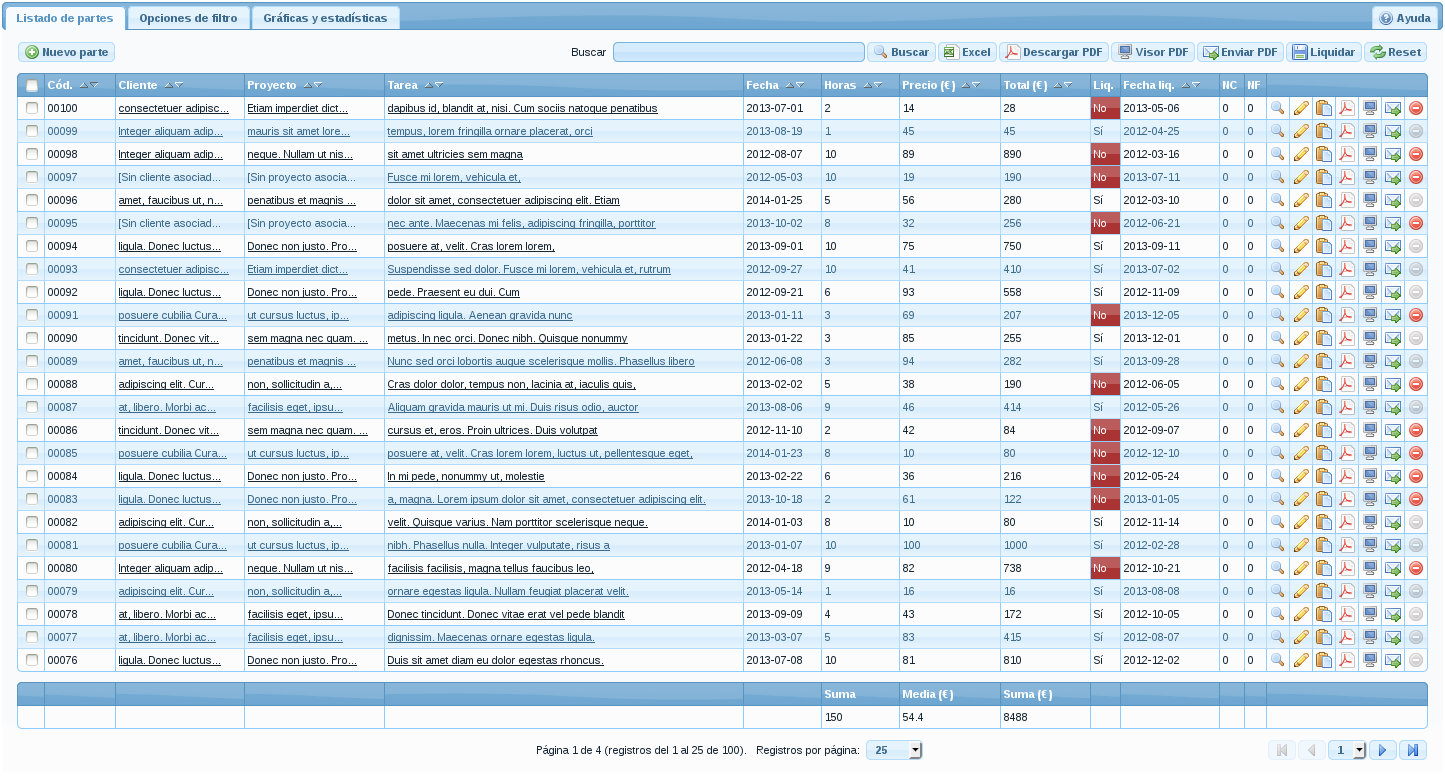 Listado de partes Opciones de filtro Gráficas y estadísticas Ayuda
Nuevo parte Buscar Buscar Excel Descargar PDF Visor PDF Enviar PDF Liquidar Reset
Cód. Cliente Proyecto Tarea Fecha Horas Precio (€) Total (€) Liq. Fecha liq. NC NF
00100 consectetuer adipisc... Etiam imperdiet dict... dapibus id, blandit at, nisi. Cum sociis natoque penatibus 2013-07-01 2 14 28 No 2013-05-06 0 0
00099 Integer aliquam adip... mauris sit amet lore... tempus, lorem fringilla ornare placerat, orci 2013-08-19 1 45 45 Sí 2012-04-25 0 0
00098 Integer aliquam adip... neque. Nullam ut nis... sit amet ultricies sem magna 2012-08-07 10 89 890 No 2012-03-16 0 0
00097 [Sin cliente asociad... [Sin proyecto asocia... Fusce mi lorem, vehicula et, 2012-05-03 10 19 190 No 2013-07-11 0 0
00096 amet, faucibus ut, n... penatibus et magnis ... dolor sit amet, consectetuer adipiscing elit. Etiam 2014-01-25 5 56 280 Sí 2012-03-10 0 0
00095 [Sin cliente asociad... [Sin proyecto asocia... nec ante. Maecenas mi felis, adipiscing fringilla, porttitor 2013-10-02 8 32 256 No 2012-06-21 0 0
00094 ligula. Donec luctus... Donec non justo. Pro... posuere at, velit. Cras lorem lorem, 2013-09-01 10 75 750 Sí 2013-09-11 0 0
00093 consectetuer adipisc... Etiam imperdiet dict... Suspendisse sed dolor. Fusce mi lorem, vehicula et, rutrum 2012-09-27 10 41 410 Sí 2013-07-02 0 0
00092 ligula. Donec luctus... Donec non justo. Pro... pede. Praesent eu dui. Cum 2012-09-21 6 93 558 Sí 2012-11-09 0 0
00091 posuere cubilia Cura... ut cursus luctus, ip... adipiscing ligula. Aenean gravida nunc 2013-01-11 3 69 207 No 2013-12-05 0 0
00090 tincidunt. Donec vit... sem magna nec quam. ... metus. In nec orci. Donec nibh. Quisque nonummy 2013-01-22 3 85 255 Sí 2013-12-01 0 0
00089 amet, faucibus ut, n... penatibus et magnis ... Nunc sed orci lobortis augue scelerisque mollis. Phasellus libero 2012-06-08 3 94 282 Sí 2013-09-28 0 0
00088 adipiscing elit. Cur... non, sollicitudin a,... Cras dolor dolor, tempus non, lacinia at, iaculis quis, 2013-02-02 5 38 190 No 2012-06-05 0 0
00087 at, libero. Morbi ac... facilisis eget, ipsu... Aliquam gravida mauris ut mi. Duis risus odio, auctor 2013-08-06 9 46 414 Sí 2012-05-26 0 0
00086 tincidunt. Donec vit... sem magna nec quam. ... cursus et, eros. Proin ultrices. Duis volutpat 2012-11-10 2 42 84 No 2012-09-07 0 0
00085 posuere cubilia Cura... ut cursus luctus, ip... posuere at, velit. Cras lorem lorem, luctus ut, pellentesque eget, 2014-01-23 8 10 80 No 2012-12-10 0 0
00084 ligula. Donec luctus... Donec non justo. Pro... In mi pede, nonummy ut, molestie 2013-02-22 6 36 216 No 2012-05-24 0 0
00083 ligula. Donec luctus... Donec non justo. Pro... a, magna. Lorem ipsum dolor sit amet, consectetuer adipiscing elit. 2013-10-18 2 61 122 No 2013-01-05 0 0
00082 adipiscing elit. Cur... non, sollicitudin a,... velit. Quisque varius. Nam porttitor scelerisque neque. 2014-01-03 8 10 80 Sí 2012-11-14 0 0
00081 posuere cubilia Cura... ut cursus luctus, ip... nibh. Phasellus nulla. Integer vulputate, risus a 2013-01-07 10 100 1000 Sí 2012-02-28 0 0
00080 Integer aliquam adip... neque. Nullam ut nis... facilisis facilisis, magna tellus faucibus leo, 2012-04-18 9 82 738 No 2012-10-21 0 0
00079 adipiscing elit. Cur... non, sollicitudin a,... ornare egestas ligula. Nullam feugiat placerat velit. 2013-05-14 1 16 16 Sí 2013-08-08 0 0
00078 at, libero. Morbi ac... facilisis eget, ipsu... Donec tincidunt. Donec vitae erat vel pede blandit 2013-09-09 4 43 172 Sí 2012-10-05 0 0
00077 at, libero. Morbi ac... facilisis eget, ipsu... dignissim. Maecenas ornare egestas ligula. 2013-03-07 5 83 415 Sí 2012-08-07 0 0
00076 ligula. Donec luctus... Donec non justo. Pro... Duis sit amet diam eu dolor egestas rhoncus. 2013-07-08 10 81 810 Sí 2012-12-02 0 0
Suma Media (€) Suma (€)
150 54.4 8488
Página 1 de 4 (registros del 1 al 25 de 100). Registros por página: 25 1